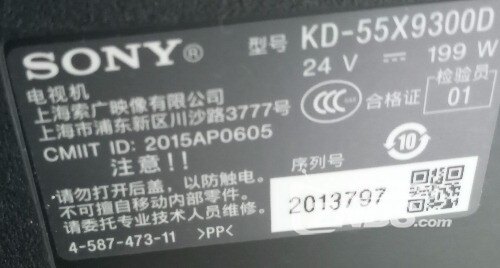 SONY® 型号 KD-55X9300D
24 V ⎓ 199 W
电视机
上海索广映像有限公司
上海市浦东新区川沙路3777号
CMIIT ID: 2015AP0605
CCC 合格证 检验员 01
注意!!
10
请勿打开后盖，以防触电。
不可擅自移动内部零件。
请委托专业技术人员维修。
序列号
2013797
4-587-473-11 >PP<